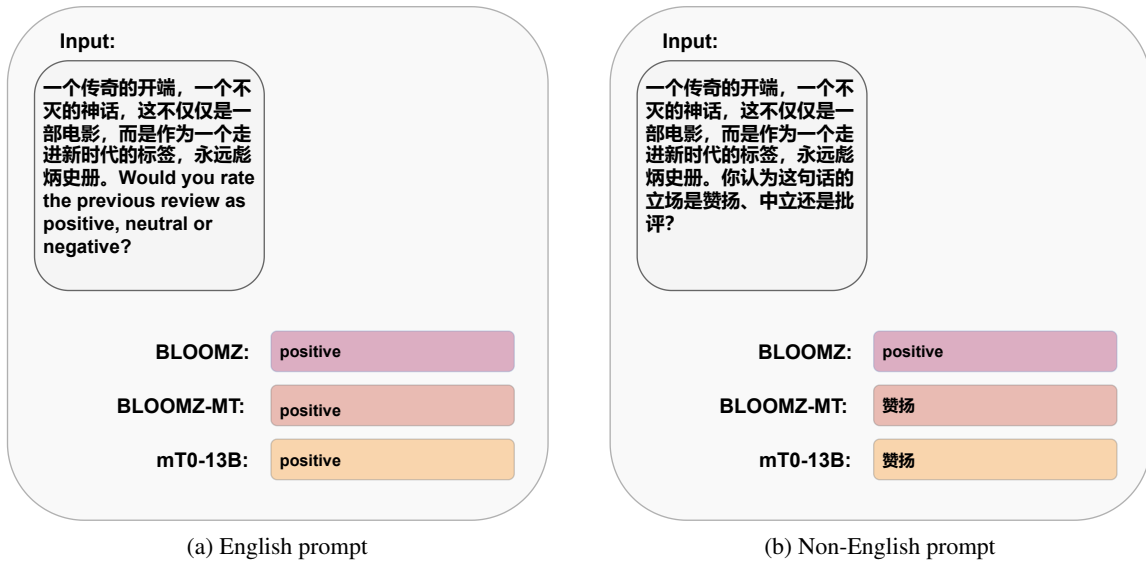 Input:
一个传奇的开端，一个不
灭的神话，这不仅仅是一
部电影，而是作为一个走
进新时代的标签，永远彪
炳史册。Would you rate
the previous review as
positive, neutral or
negative?
BLOOMZ: positive
BLOOMZ-MT: positive
mT0-13B: positive
(a) English prompt
Input:
一个传奇的开端，一个不
灭的神话，这不仅仅是一
部电影，而是作为一个走
进新时代的标签，永远彪
炳史册。你认为这句话的
立场是赞扬、中立还是批
评？
BLOOMZ: positive
BLOOMZ-MT: 赞扬
mT0-13B: 赞扬
(b) Non-English prompt